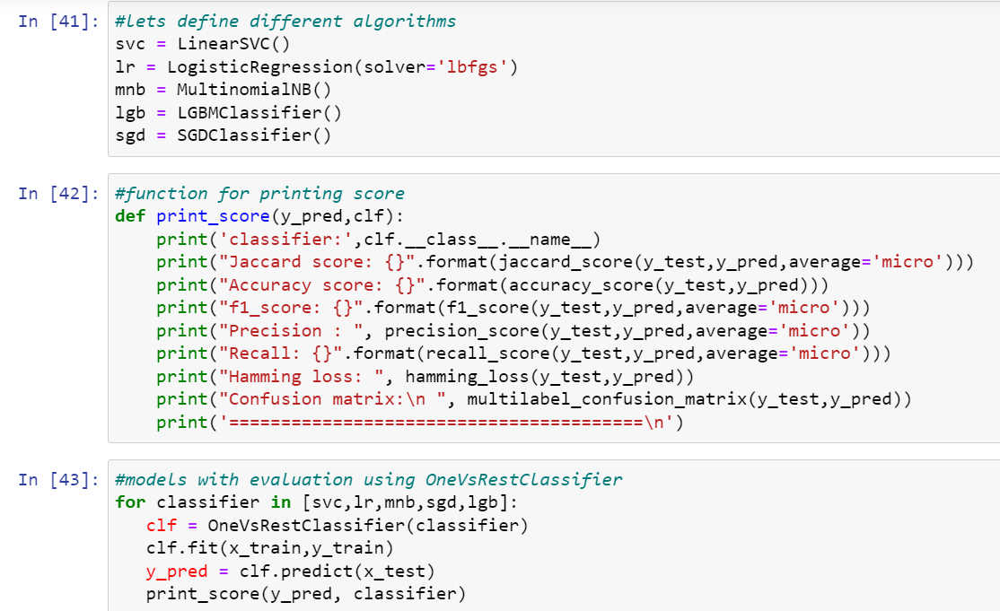 In [41]: #lets define different algorithms
svc = LinearSVC()
lr = LogisticRegression(solver='lbfgs')
mnb = MultinomialNB()
lgb = LGBMClassifier()
sgd = SGDClassifier()
In [42]: #function for printing score
def print_score(y_pred,clf):
    print('classifier:',clf.__class__.__name__)
    print("Jaccard score: {}".format(jaccard_score(y_test,y_pred,average='micro')))
    print("Accuracy score: {}".format(accuracy_score(y_test,y_pred)))
    print("f1_score: {}".format(f1_score(y_test,y_pred,average='micro')))
    print("Precision : ", precision_score(y_test,y_pred,average='micro'))
    print("Recall: {}".format(recall_score(y_test,y_pred,average='micro')))
    print("Hamming loss: ", hamming_loss(y_test,y_pred))
    print("Confusion matrix:\n ", multilabel_confusion_matrix(y_test,y_pred))
    print('========================================\n')
In [43]: #models with evaluation using OneVsRestClassifier
for classifier in [svc,lr,mnb,sgd,lgb]:
   clf = OneVsRestClassifier(classifier)
   clf.fit(x_train,y_train)
   y_pred = clf.predict(x_test)
   print_score(y_pred, classifier)